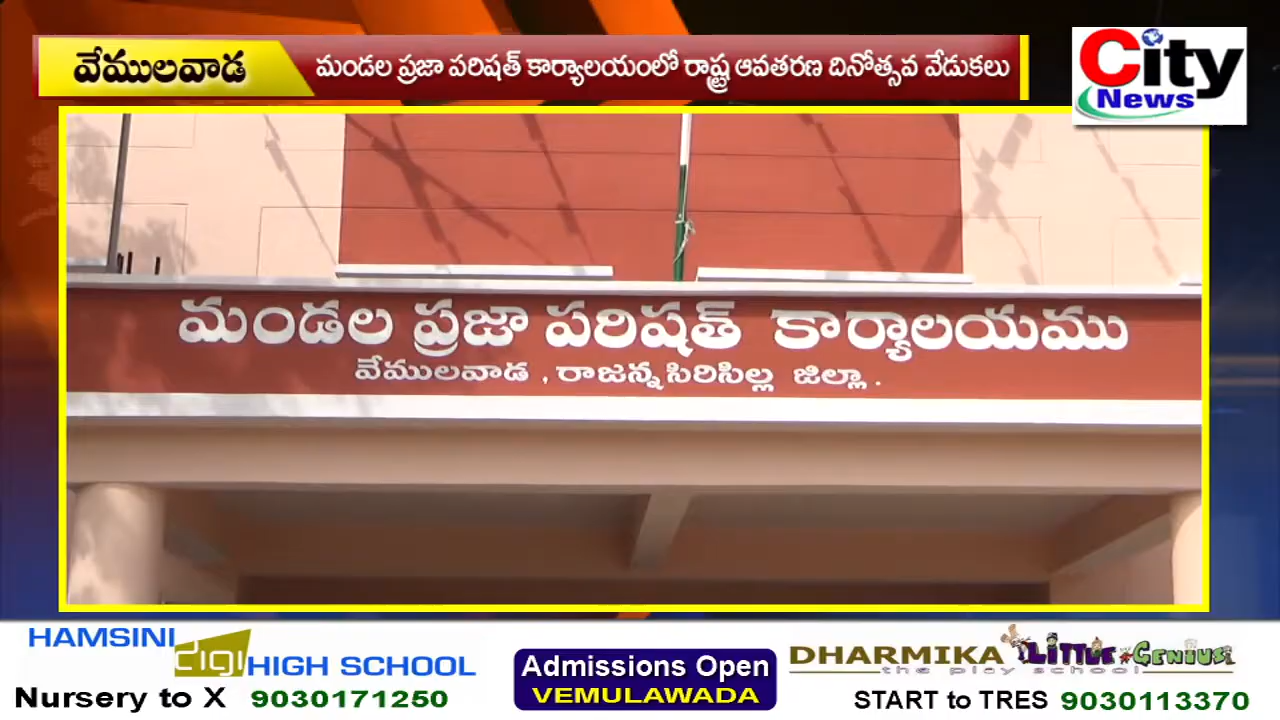 వేములవాడ
మండల ప్రజా పరిషత్ కార్యాలయంలో రాష్ట్ర ఆవతరణ దినోత్సవ వేడుకలు
City
News
మండల ప్రజా పరిషత్ కార్యాలయము
వేములవాడ , రాజన్నసిరిసిల్ల జిల్లా .
HAMSINI digi HIGH SCHOOL
Nursery to X 9030171250
Admissions Open
VEMULAWADA
DHARMIKA LiTTLE GENIUS
the play school
START to TRES 9030113370